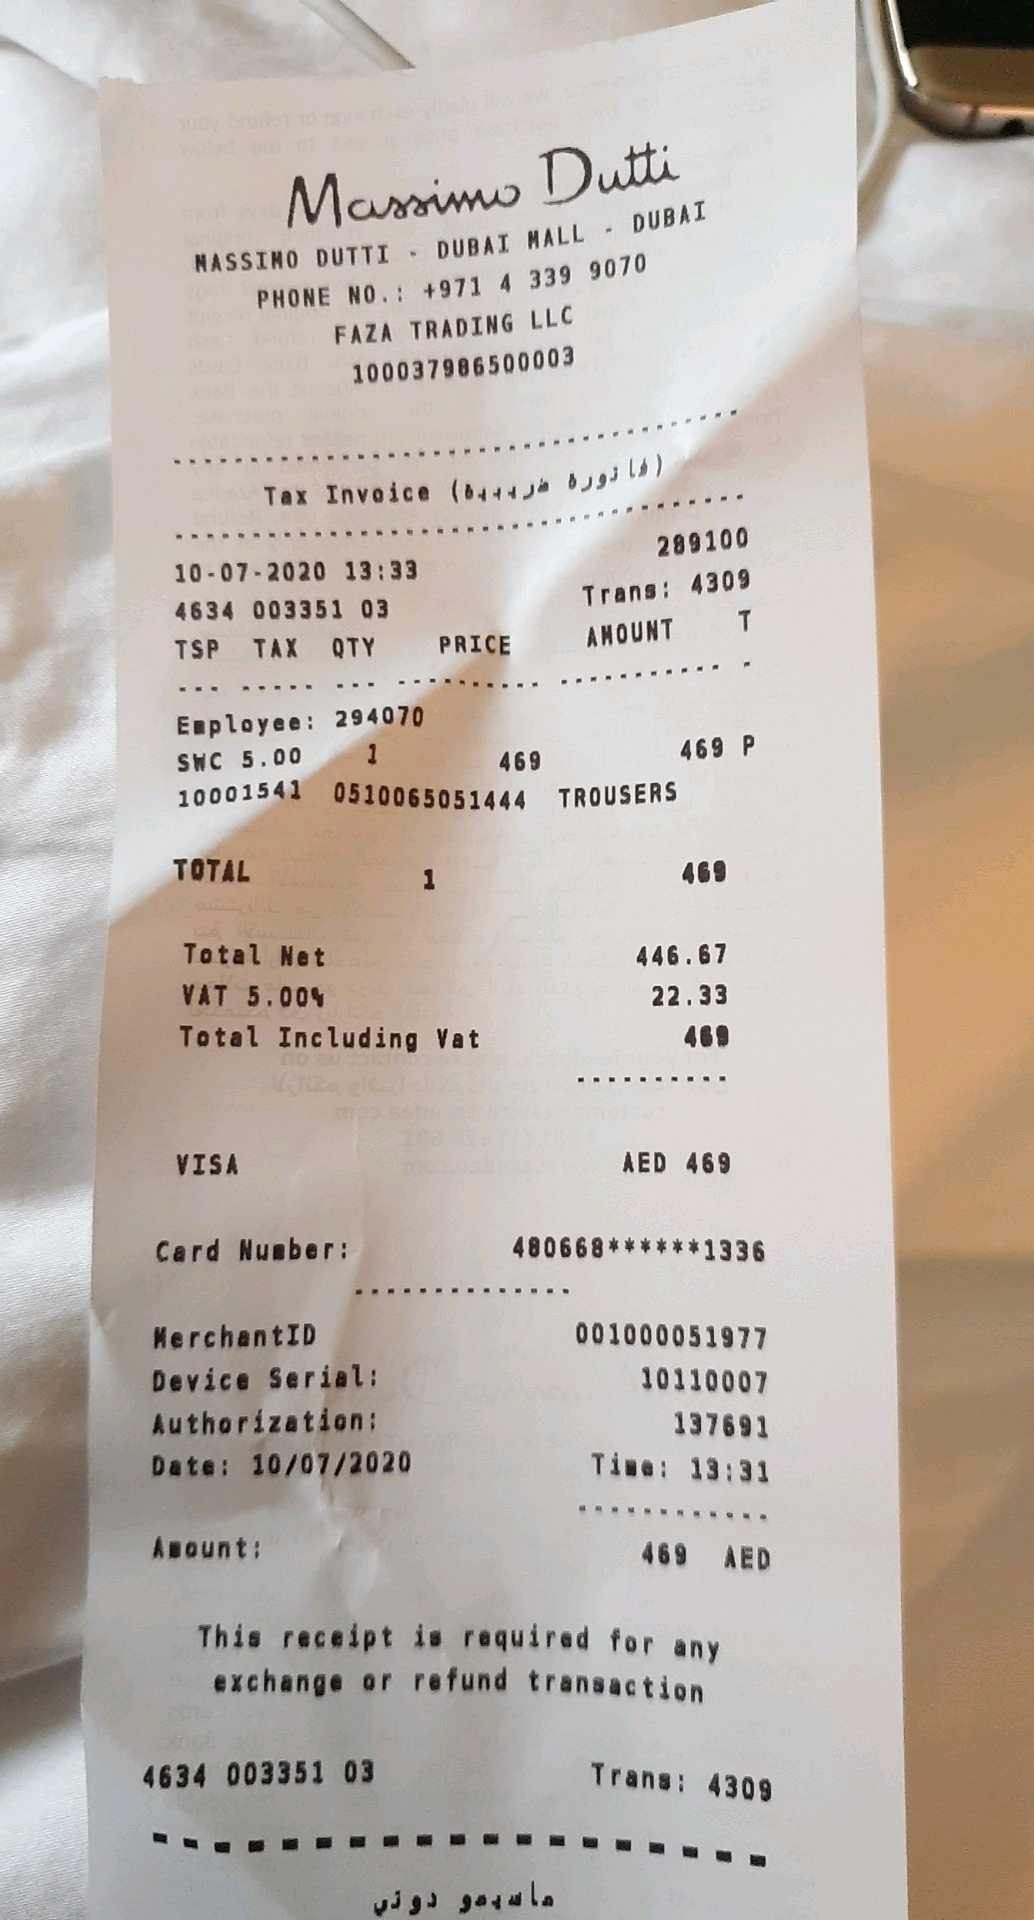 Massimo Dutti
MASSIMO DUTTI - DUBAI MALL - DUBAI
PHONE NO.: +971 4 339 9070
FAZA TRADING LLC
100037986500003
Tax Invoice (فاتورة ضريبية)
10-07-2020 13:33 289100
4634 003351 03 Trans: 4309
TSP TAX QTY PRICE AMOUNT T
Employee: 294070
SWC 5.00 1 469 469 P
10001541 0510065051444 TROUSERS
TOTAL 1 469
Total Net 446.67
VAT 5.00% 22.33
Total Including Vat 469
VISA AED 469
Card Number: 480668******1336
MerchantID 001000051977
Device Serial: 10110007
Authorization: 137691
Date: 10/07/2020 Time: 13:31
Amount: 469 AED
This receipt is required for any
exchange or refund transaction
4634 003351 03 Trans: 4309
ماسيمو دوتي